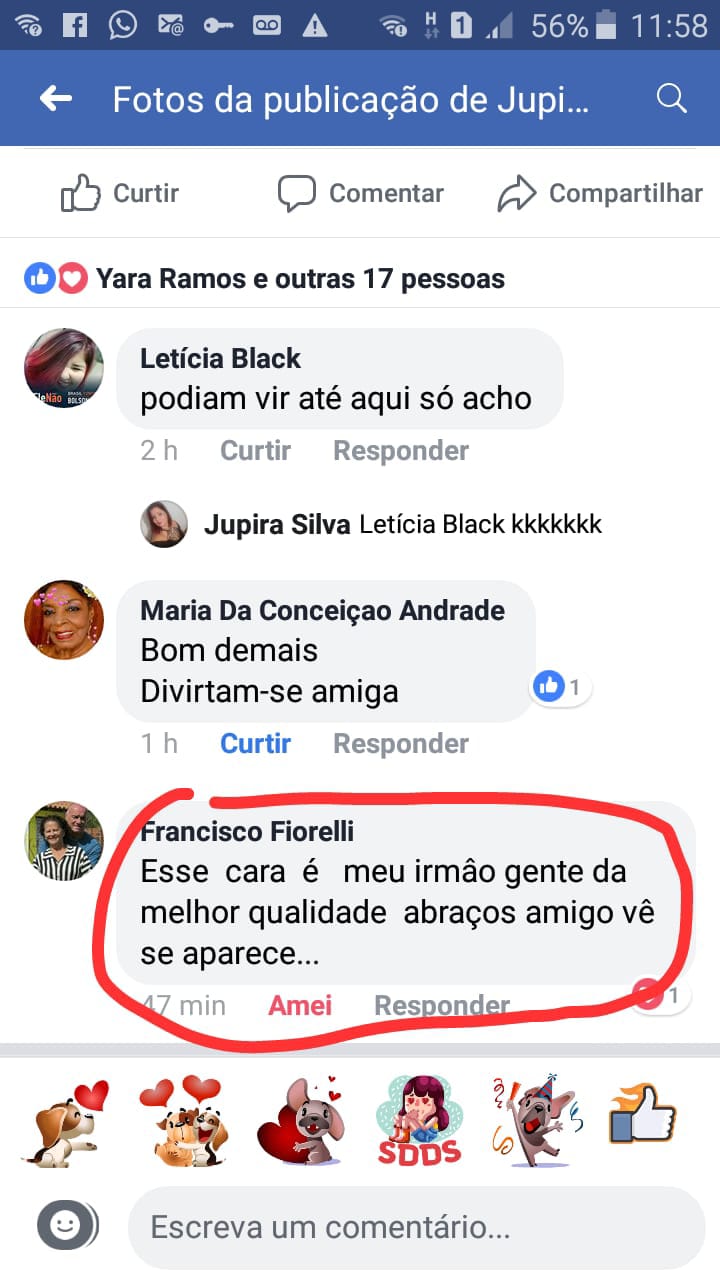 H 1 56% 11:58
Fotos da publicação de Jupi...
Curtir Comentar Compartilhar
Yara Ramos e outras 17 pessoas
Letícia Black
podiam vir até aqui só acho
2 h Curtir Responder
Jupira Silva Letícia Black kkkkkkk
Maria Da Conceiçao Andrade
Bom demais
Divirtam-se amiga
1
1 h Curtir Responder
Francisco Fiorelli
Esse cara é meu irmâo gente da
melhor qualidade abraços amigo vê
se aparece...
47 min Amei Responder 1
SDDS
Escreva um comentário...